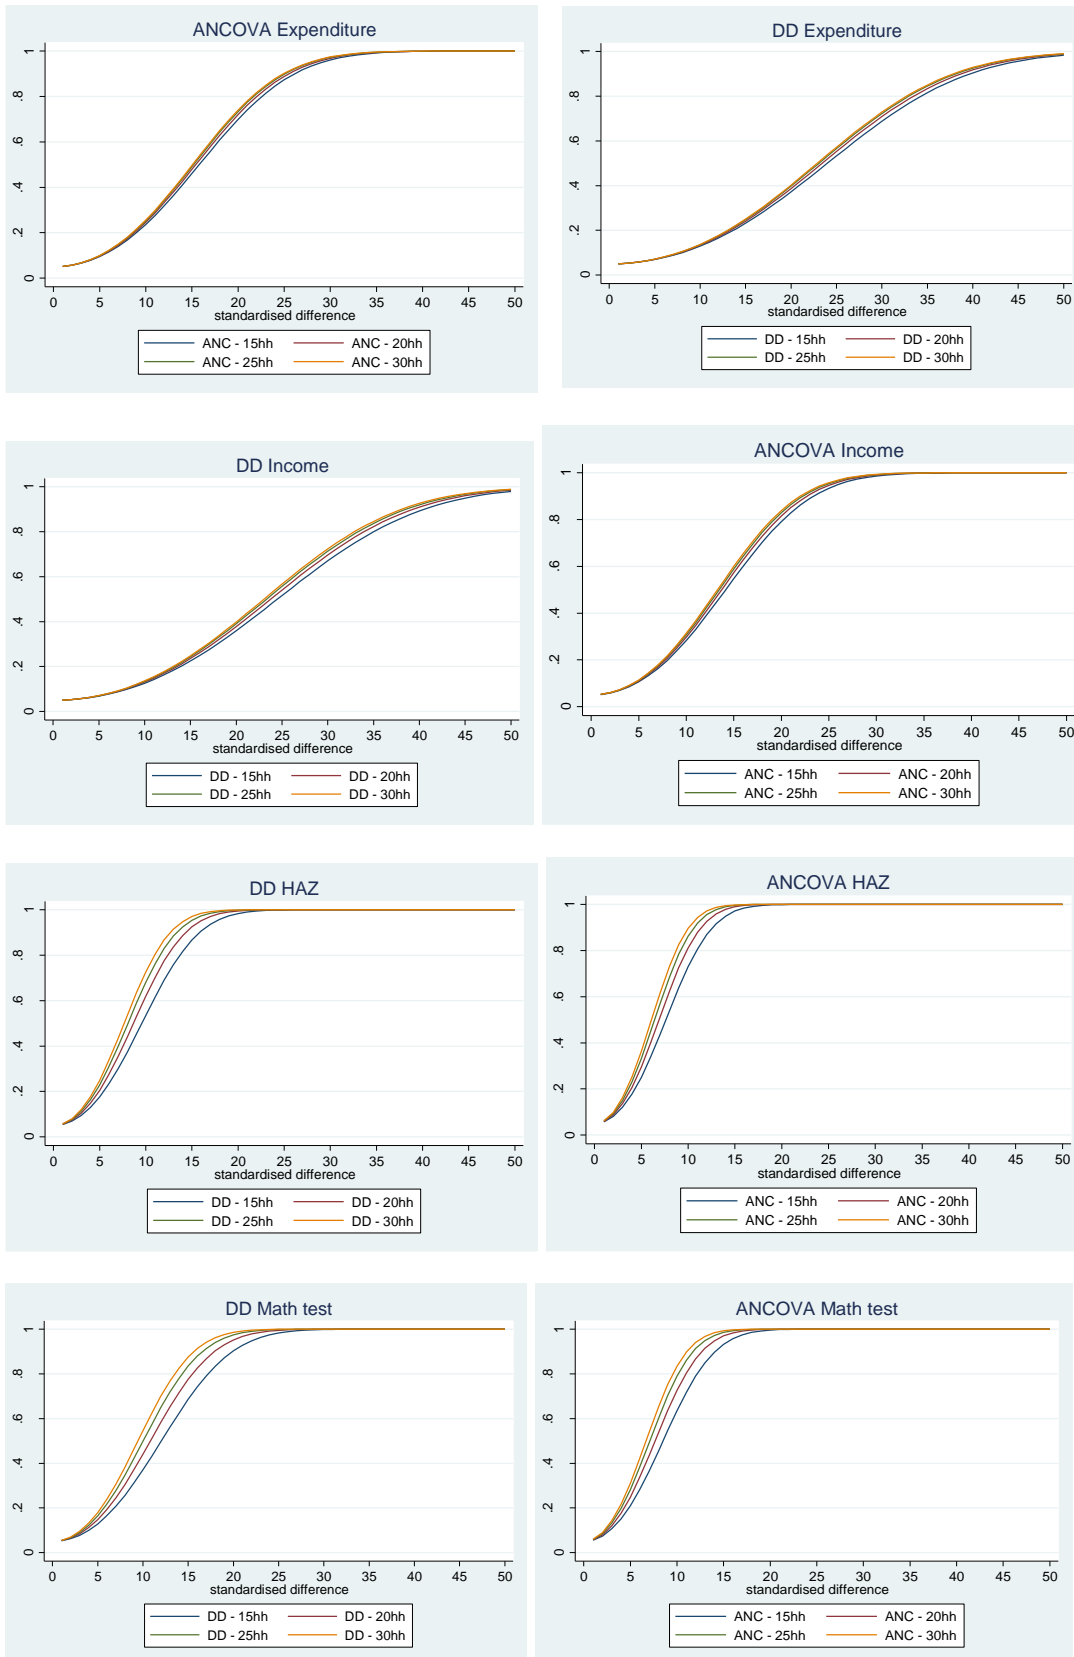 ANCOVA Expenditure
1
.8
.6
.4
.2
0
0 5 10 15 20 25 30 35 40 45 50
standardised difference
ANC - 15hh ANC - 20hh
ANC - 25hh ANC - 30hh
DD Expenditure
1
.8
.6
.4
.2
0
0 5 10 15 20 25 30 35 40 45 50
standardised difference
DD - 15hh DD - 20hh
DD - 25hh DD - 30hh
DD Income
1
.8
.6
.4
.2
0
0 5 10 15 20 25 30 35 40 45 50
standardised difference
DD - 15hh DD - 20hh
DD - 25hh DD - 30hh
ANCOVA Income
1
.8
.6
.4
.2
0
0 5 10 15 20 25 30 35 40 45 50
standardised difference
ANC - 15hh ANC - 20hh
ANC - 25hh ANC - 30hh
DD HAZ
1
.8
.6
.4
.2
0
0 5 10 15 20 25 30 35 40 45 50
standardised difference
DD - 15hh DD - 20hh
DD - 25hh DD - 30hh
ANCOVA HAZ
1
.8
.6
.4
.2
0
0 5 10 15 20 25 30 35 40 45 50
standardised difference
ANC - 15hh ANC - 20hh
ANC - 25hh ANC - 30hh
DD Math test
1
.8
.6
.4
.2
0
0 5 10 15 20 25 30 35 40 45 50
standardised difference
DD - 15hh DD - 20hh
DD - 25hh DD - 30hh
ANCOVA Math test
1
.8
.6
.4
.2
0
0 5 10 15 20 25 30 35 40 45 50
standardised difference
ANC - 15hh ANC - 20hh
ANC - 25hh ANC - 30hh